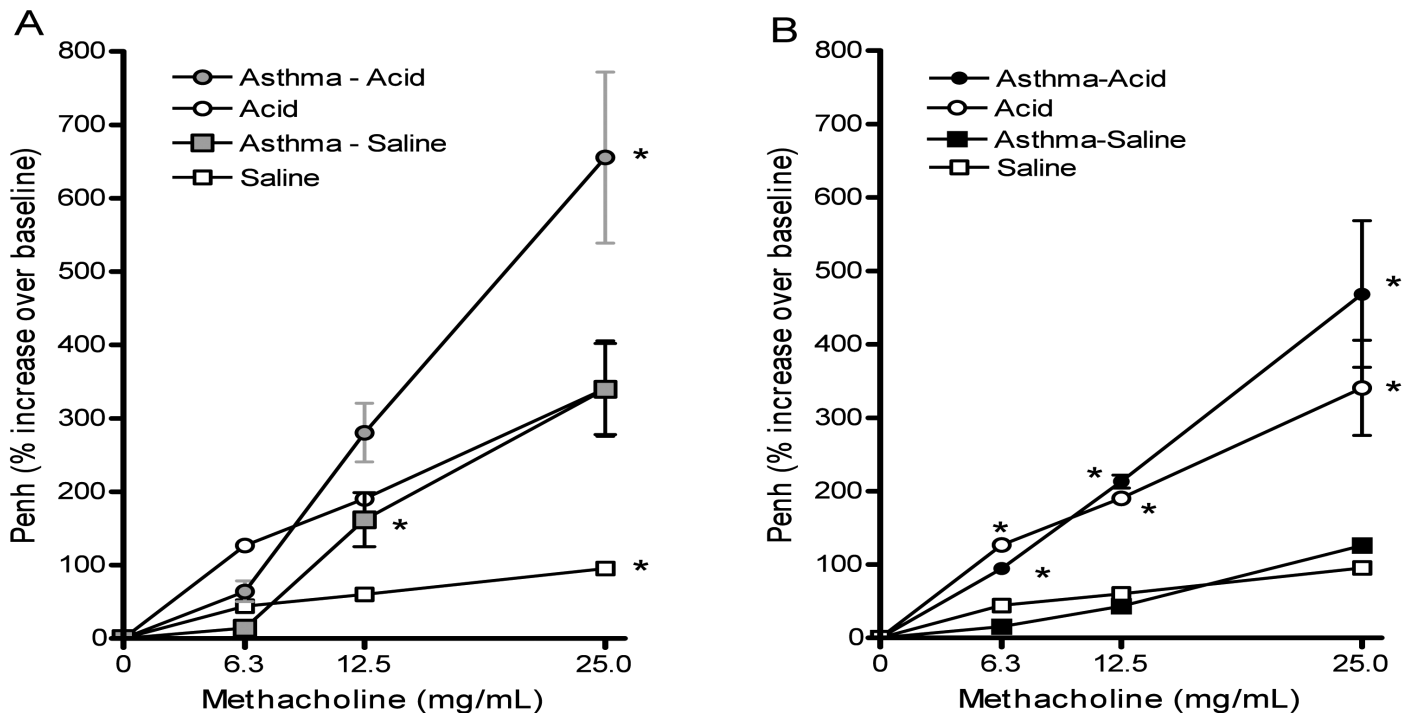 A
Penh (% increase over baseline)
800
700
600
500
400
300
200
100
0
Asthma - Acid
Acid
Asthma - Saline
Saline
*
*
*
0 6.3 12.5 25.0
Methacholine (mg/mL)
B
Penh (% increase over baseline)
800
700
600
500
400
300
200
100
0
Asthma-Acid
Acid
Asthma-Saline
Saline
*
*
*
*
*
*
0 6.3 12.5 25.0
Methacholine (mg/mL)